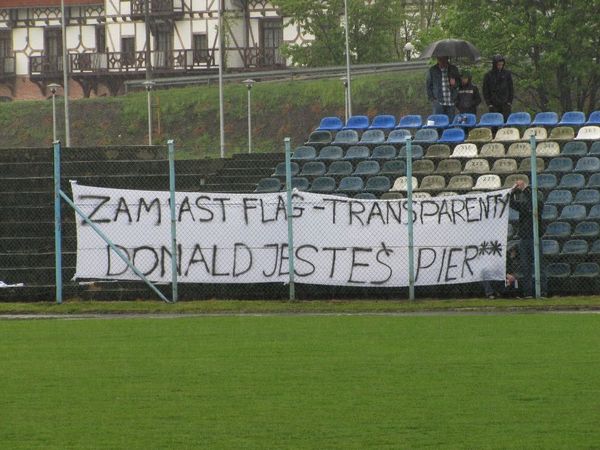 ZAMIAST FLAG - TRANSPARENTY
DONALD JESTEŚ PIER**